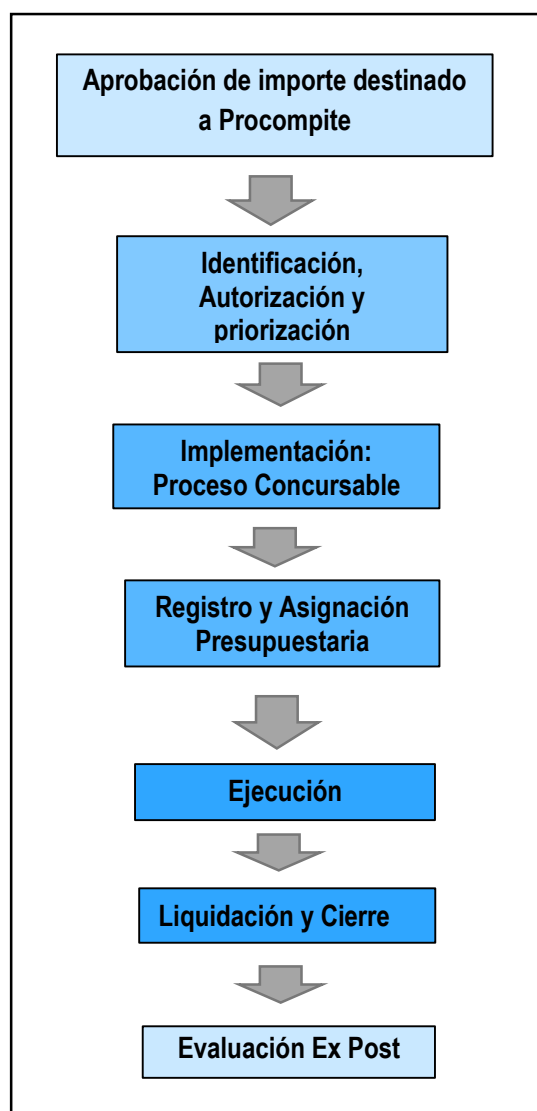 Aprobación de importe destinado
a Procompite
Identificación,
Autorización y
priorización
Implementación:
Proceso Concursable
Registro y Asignación
Presupuestaria
Ejecución
Liquidación y Cierre
Evaluación Ex Post